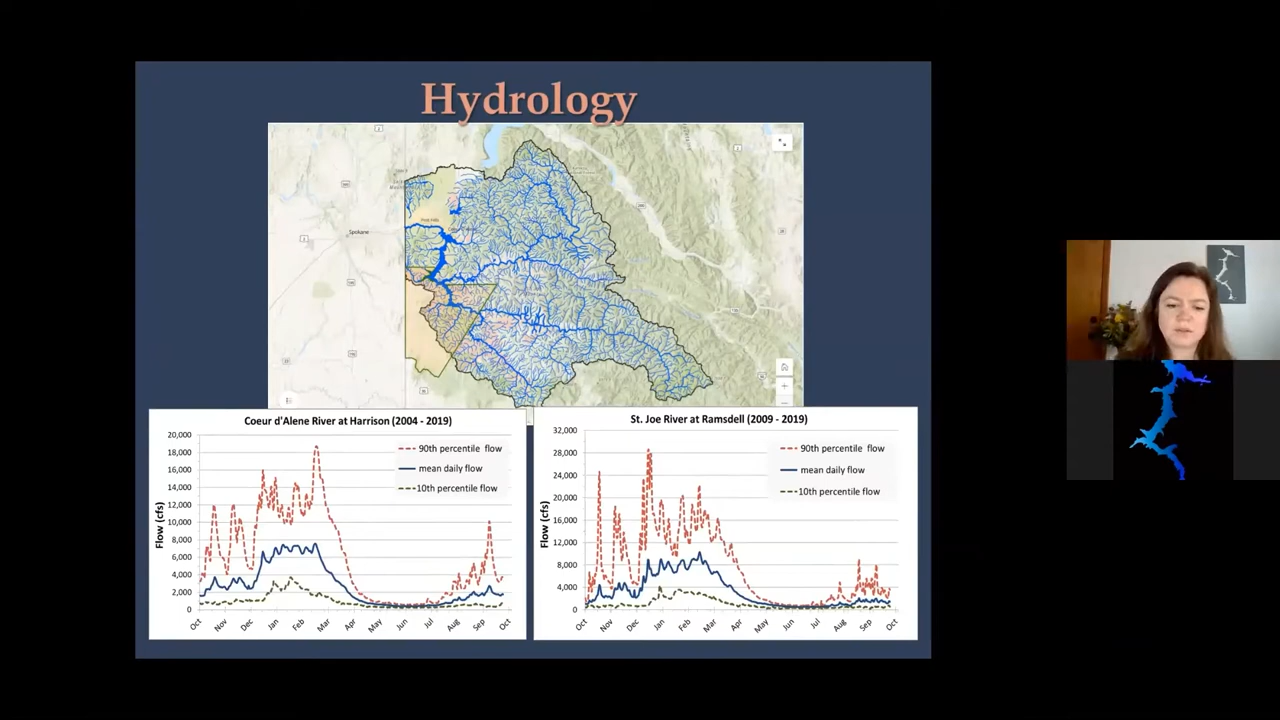 Hydrology
Spokane
Coeur d'Alene River at Harrison (2004 - 2019)
20,000
18,000
16,000
14,000
12,000
10,000
8,000
6,000
4,000
2,000
0
Flow (cfs)
90th percentile flow
mean daily flow
10th percentile flow
Oct
Nov
Dec
Jan
Feb
Mar
Apr
May
Jun
Jul
Aug
Sep
Oct
St. Joe River at Ramsdell (2009 - 2019)
32,000
28,000
24,000
20,000
16,000
12,000
8,000
4,000
0
Flow (cfs)
90th percentile flow
mean daily flow
10th percentile flow
Oct
Nov
Dec
Jan
Feb
Mar
Apr
May
Jun
Jul
Aug
Sep
Oct